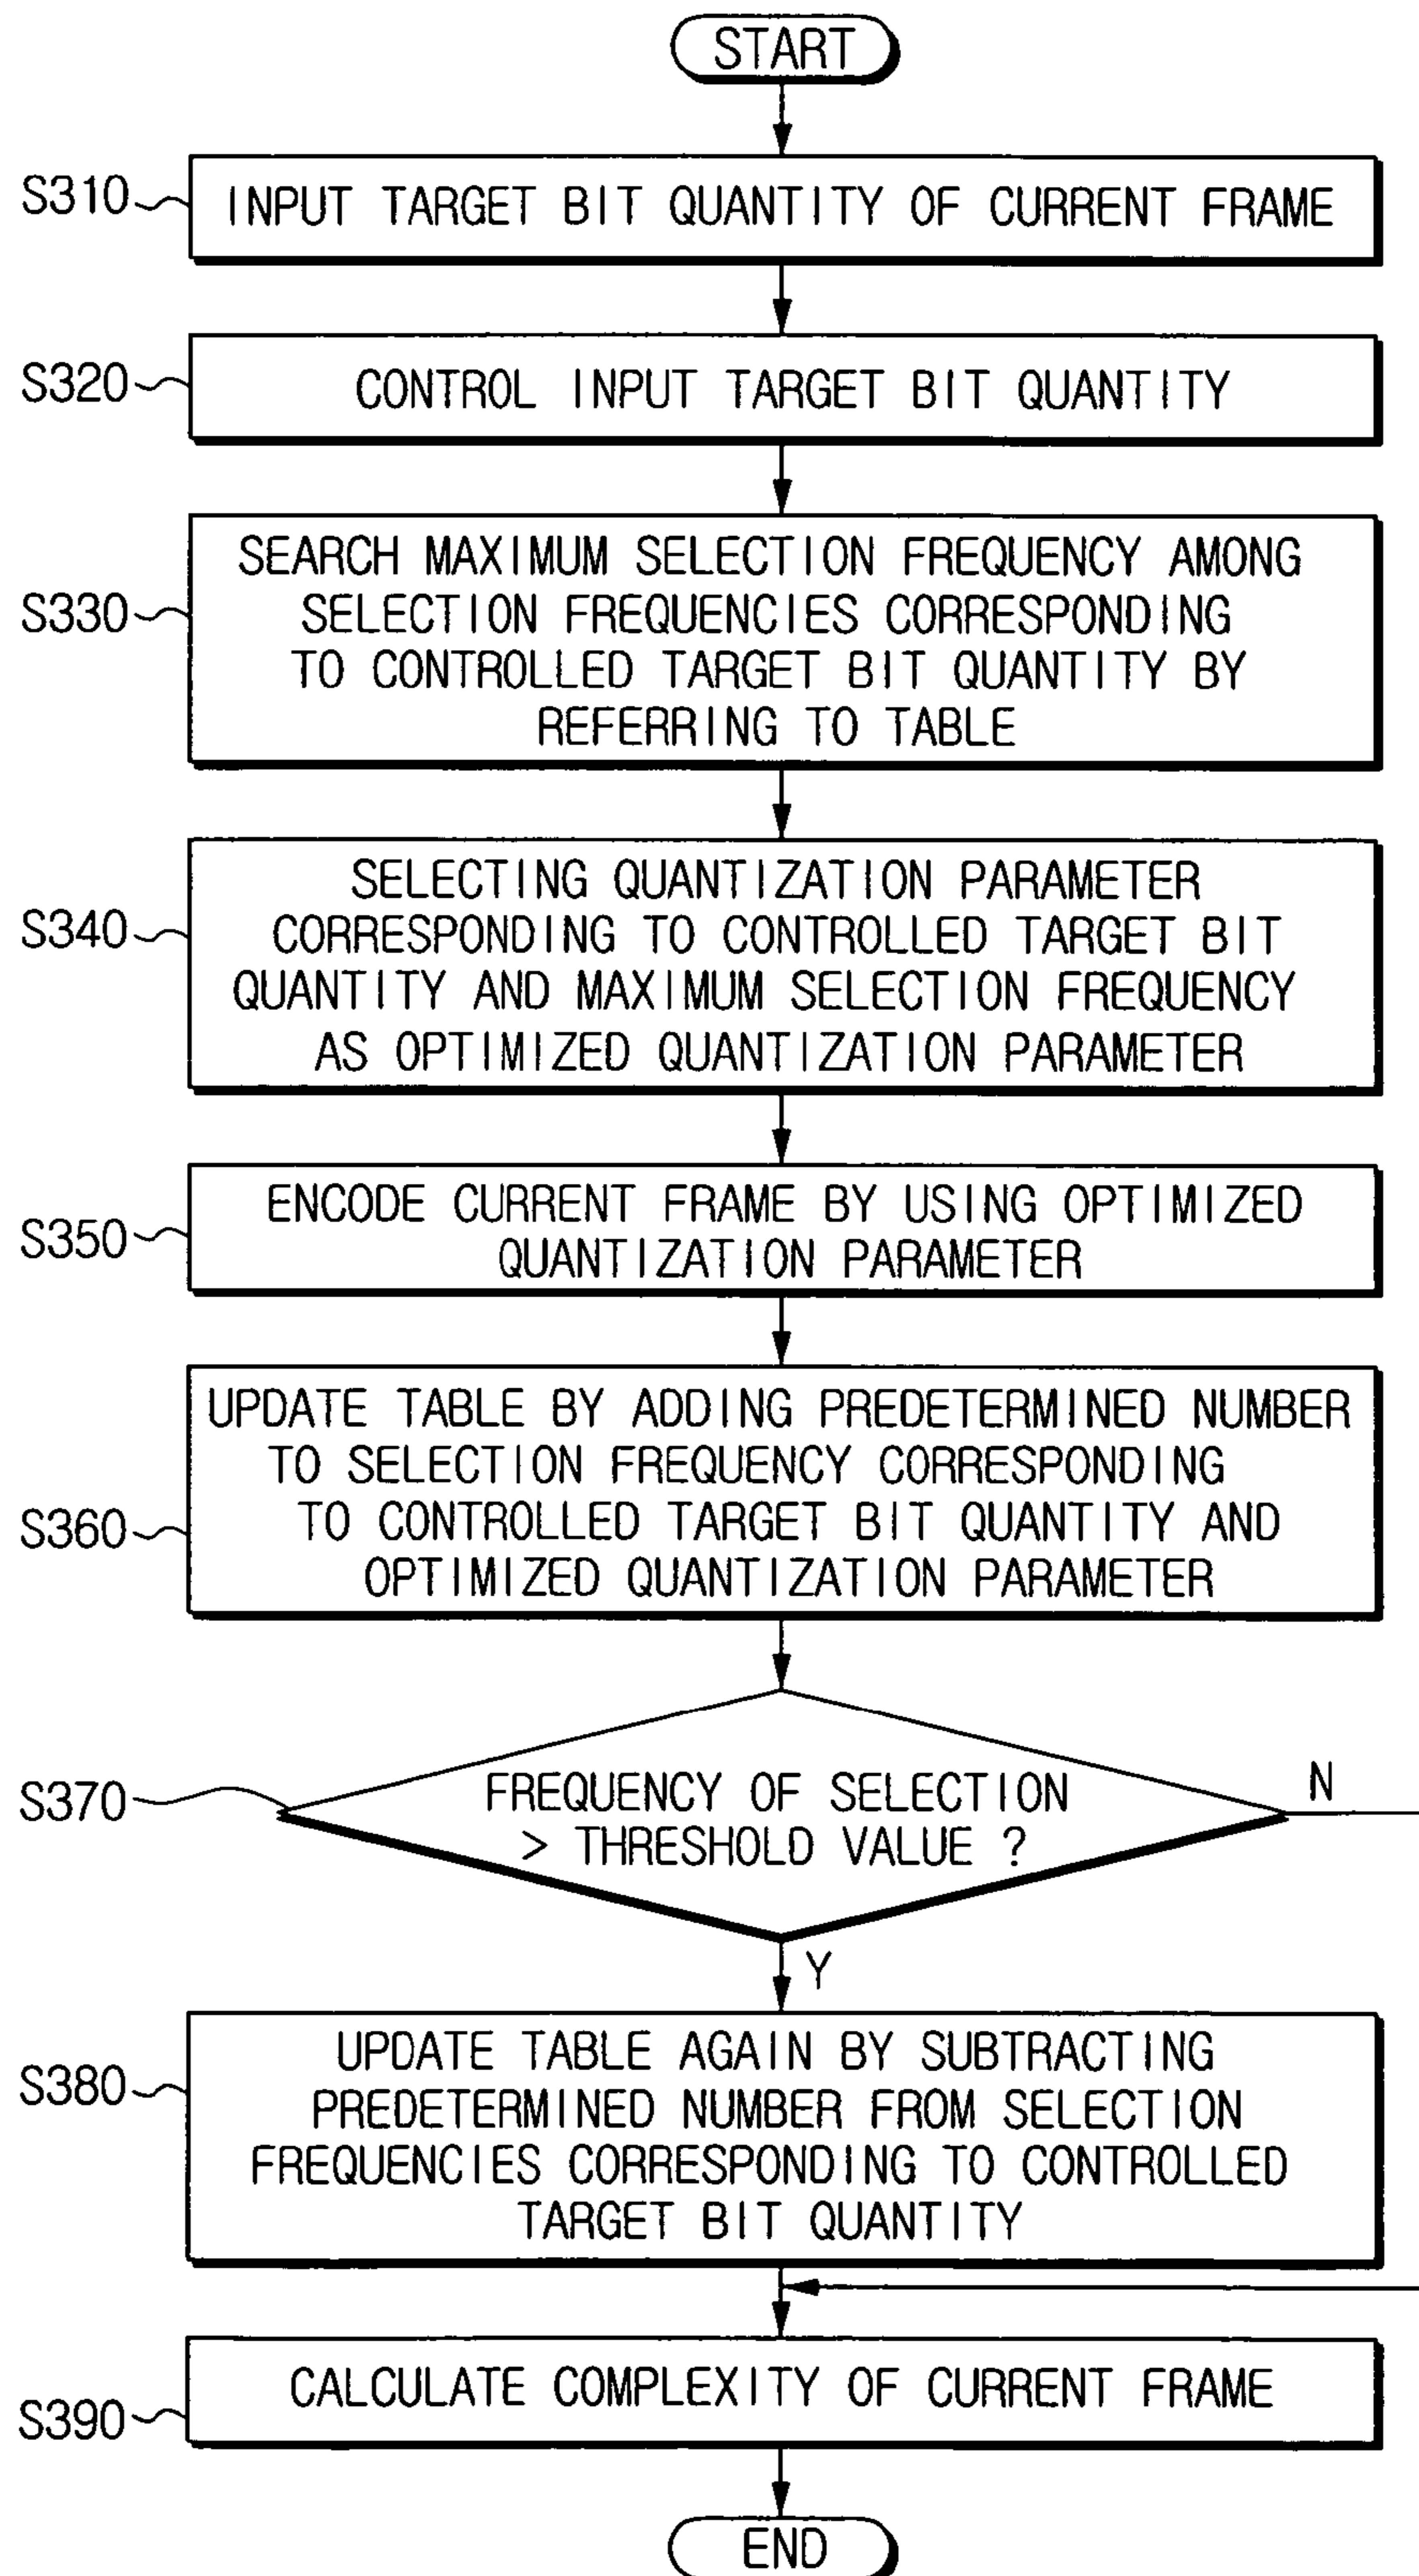 START
S310
INPUT TARGET BIT QUANTITY OF CURRENT FRAME
S320
CONTROL INPUT TARGET BIT QUANTITY
S330
SEARCH MAXIMUM SELECTION FREQUENCY AMONG
SELECTION FREQUENCIES CORRESPONDING
TO CONTROLLED TARGET BIT QUANTITY BY
REFERRING TO TABLE
S340
SELECTING QUANTIZATION PARAMETER
CORRESPONDING TO CONTROLLED TARGET BIT
QUANTITY AND MAXIMUM SELECTION FREQUENCY
AS OPTIMIZED QUANTIZATION PARAMETER
S350
ENCODE CURRENT FRAME BY USING OPTIMIZED
QUANTIZATION PARAMETER
S360
UPDATE TABLE BY ADDING PREDETERMINED NUMBER
TO SELECTION FREQUENCY CORRESPONDING
TO CONTROLLED TARGET BIT QUANTITY AND
OPTIMIZED QUANTIZATION PARAMETER
S370
FREQUENCY OF SELECTION
> THRESHOLD VALUE ?
N
Y
S380
UPDATE TABLE AGAIN BY SUBTRACTING
PREDETERMINED NUMBER FROM SELECTION
FREQUENCIES CORRESPONDING TO CONTROLLED
TARGET BIT QUANTITY
S390
CALCULATE COMPLEXITY OF CURRENT FRAME
END